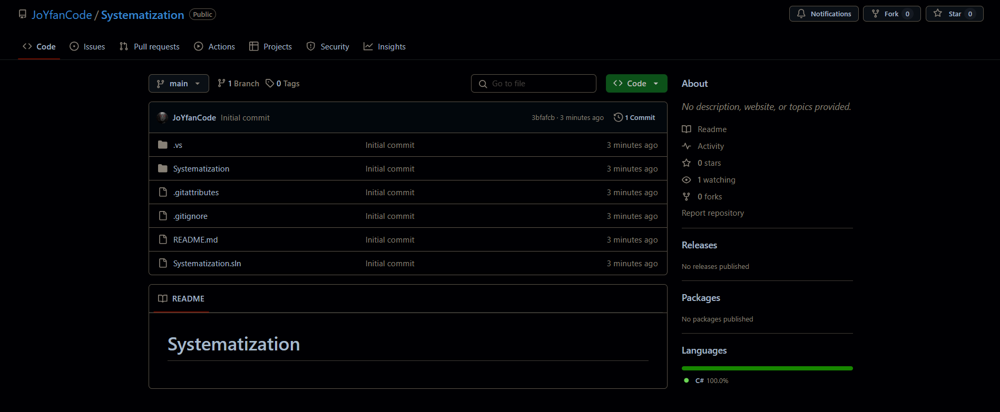 JoYfanCode / Systematization Public
Notifications Fork 0 Star 0
Code Issues Pull requests Actions Projects Security Insights
main 1 Branch 0 Tags Go to file Code
JoYfanCode Initial commit 3bfafcb · 3 minutes ago 1 Commit
.vs Initial commit 3 minutes ago
Systematization Initial commit 3 minutes ago
.gitattributes Initial commit 3 minutes ago
.gitignore Initial commit 3 minutes ago
README.md Initial commit 3 minutes ago
Systematization.sln Initial commit 3 minutes ago
README
Systematization
About
No description, website, or topics provided.
Readme
Activity
0 stars
1 watching
0 forks
Report repository
Releases
No releases published
Packages
No packages published
Languages
C# 100.0%